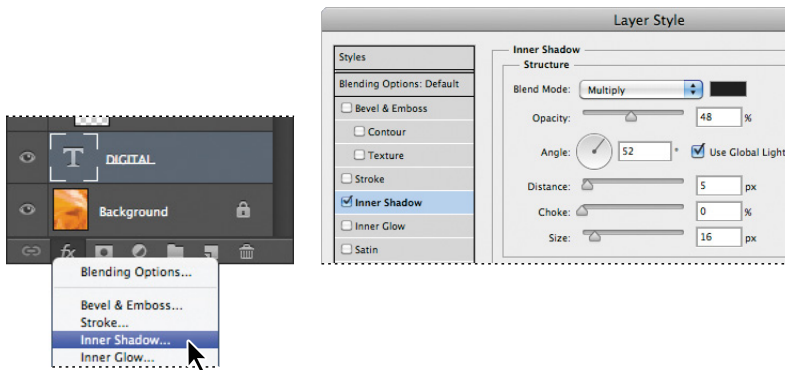 T DIGITAL
Background
fx
Blending Options...
Bevel & Emboss...
Stroke...
Inner Shadow...
Inner Glow...
Layer Style
Styles
Blending Options: Default
Bevel & Emboss
Contour
Texture
Stroke
Inner Shadow
Inner Glow
Satin
Inner Shadow
Structure
Blend Mode: Multiply
Opacity: 48 %
Angle: 52 ° Use Global Light
Distance: 5 px
Choke: 0 %
Size: 16 px